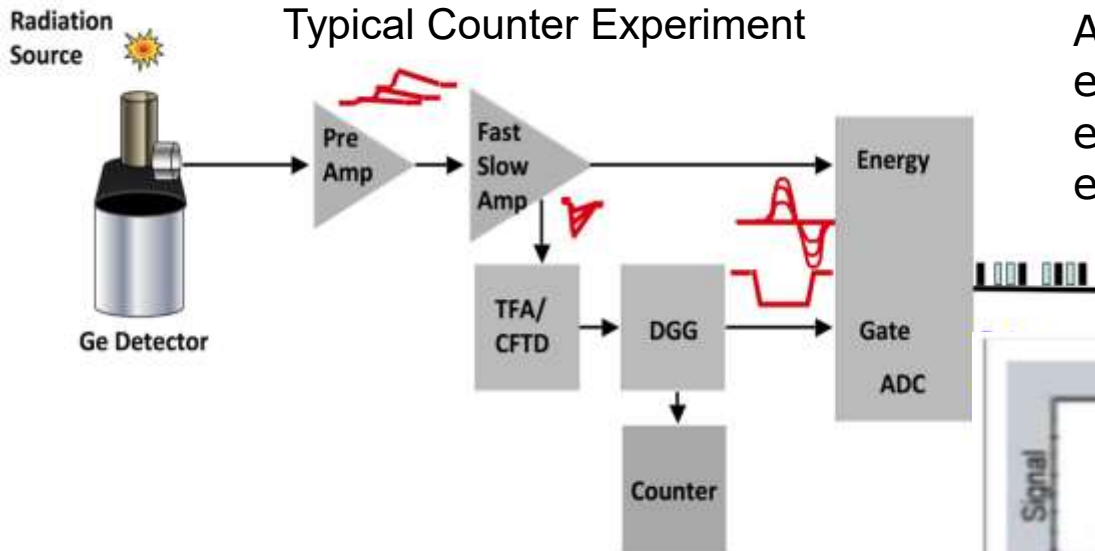 Radiation
Source
Typical Counter Experiment
A
e
e
e
Pre
Amp
Fast
Slow
Amp
Energy
TFA/
CFTD
DGG
Gate
ADC
Ge Detector
Counter
Signal